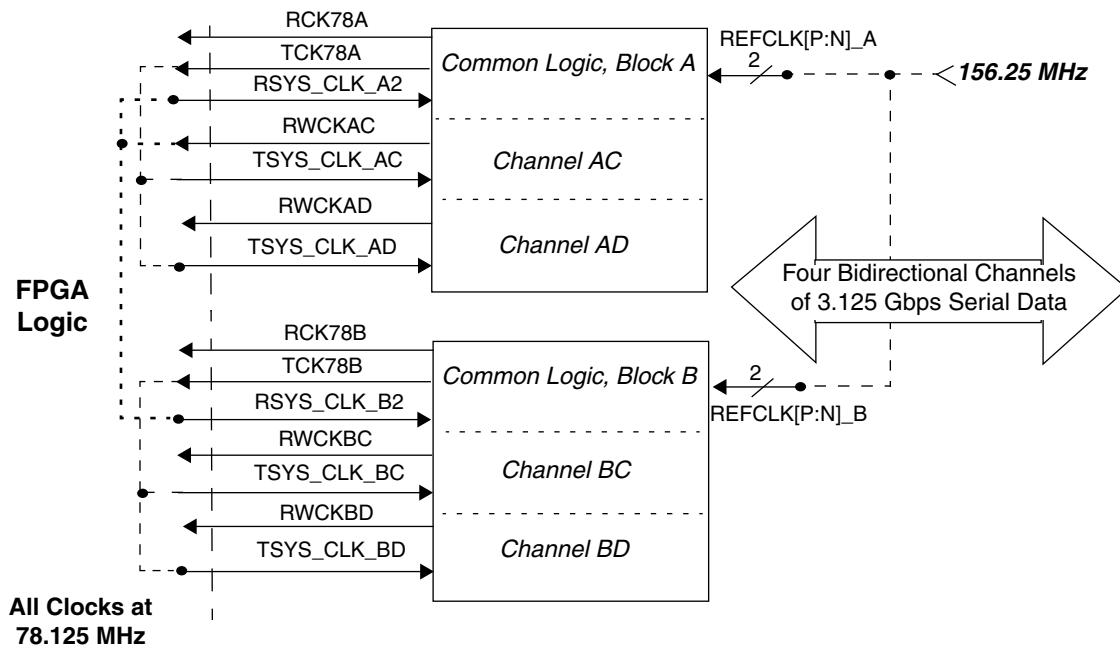 RCK78A
TCK78A
RSYS_CLK_A2
RWCKAC
TSYS_CLK_AC
RWCKAD
TSYS_CLK_AD
Common Logic, Block A
Channel AC
Channel AD
REFCLK[P:N]_A
2
156.25 MHz
Four Bidirectional Channels
of 3.125 Gbps Serial Data
FPGA
Logic
RCK78B
TCK78B
RSYS_CLK_B2
RWCKBC
TSYS_CLK_BC
RWCKBD
TSYS_CLK_BD
Common Logic, Block B
Channel BC
Channel BD
2
REFCLK[P:N]_B
All Clocks at
78.125 MHz